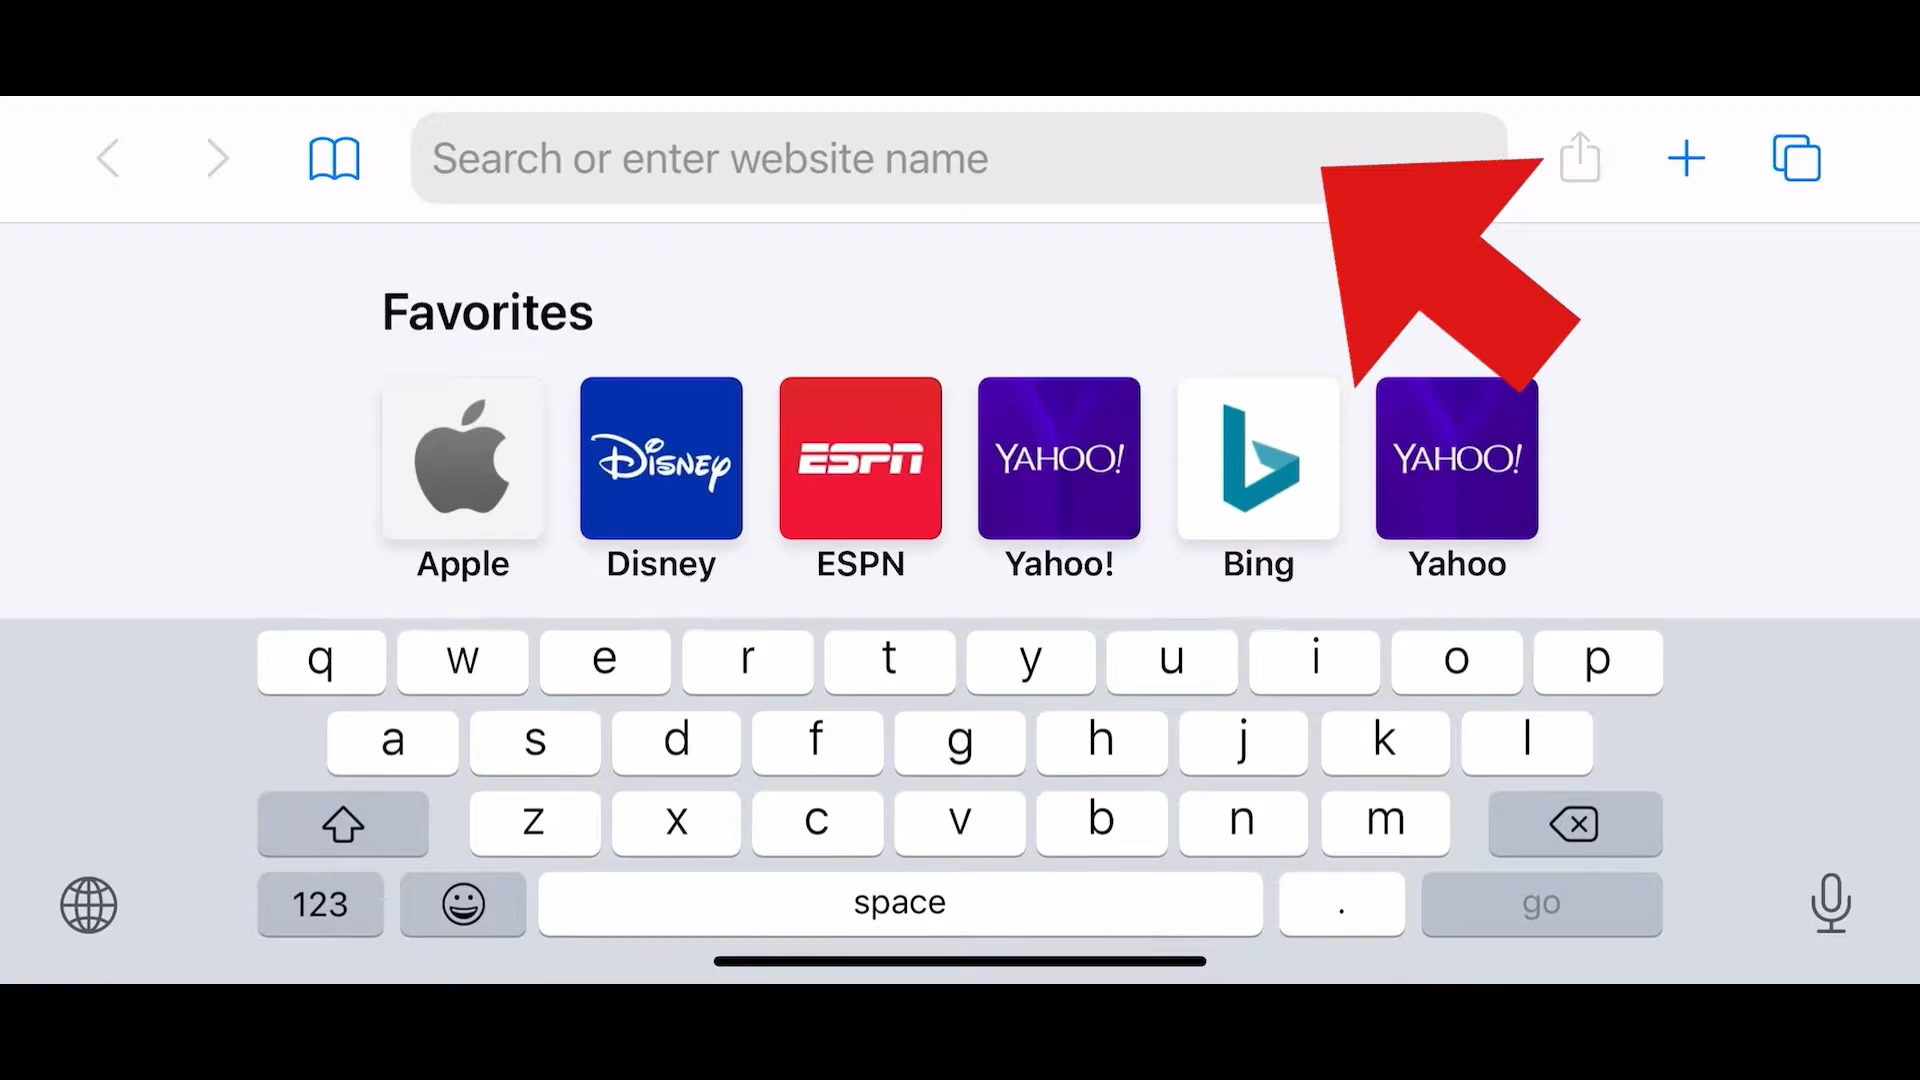 Search or enter website name
Favorites
DISNEY ESPN YAHOO! YAHOO!
Apple Disney ESPN Yahoo! Bing Yahoo
q w e r t y u i o p
a s d f g h j k l
z x c v b n m
123 space . go